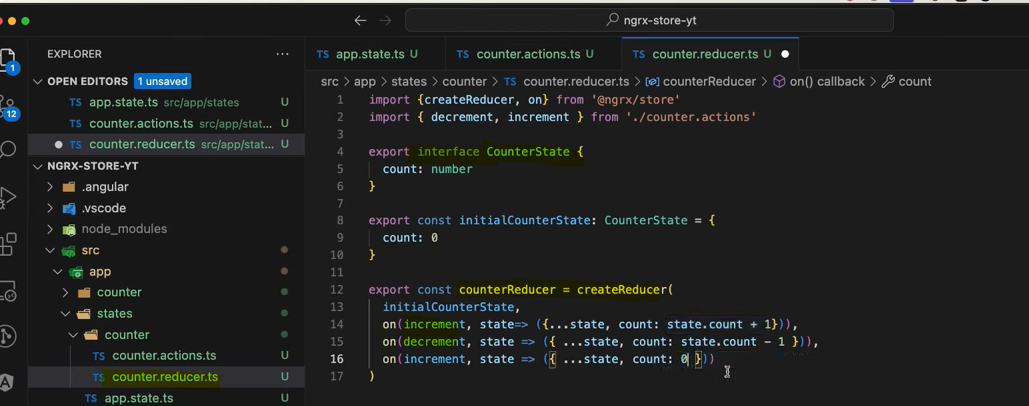 ngrx-store-yt
EXPLORER
OPEN EDITORS 1 unsaved
TS app.state.ts src/app/states U
TS counter.actions.ts src/app/stat... U
TS counter.reducer.ts src/app/stat... U
NGRX-STORE-YT
.angular
.vscode
node_modules
src
app
counter
states
counter
TS counter.actions.ts U
TS counter.reducer.ts U
TS app.state.ts U
1
12
TS app.state.ts U TS counter.actions.ts U TS counter.reducer.ts U
src > app > states > counter > TS counter.reducer.ts > counterReducer > on() callback > count
1 import {createReducer, on} from '@ngrx/store'
2 import { decrement, increment } from './counter.actions'
3
4 export interface CounterState {
5 count: number
6 }
7
8 export const initialCounterState: CounterState = {
9 count: 0
10 }
11
12 export const counterReducer = createReducer(
13 initialCounterState,
14 on(increment, state=> ({...state, count: state.count + 1})),
15 on(decrement, state => ({ ...state, count: state.count - 1 })),
16 on(increment, state => ({ ...state, count: 0 }))
17 )